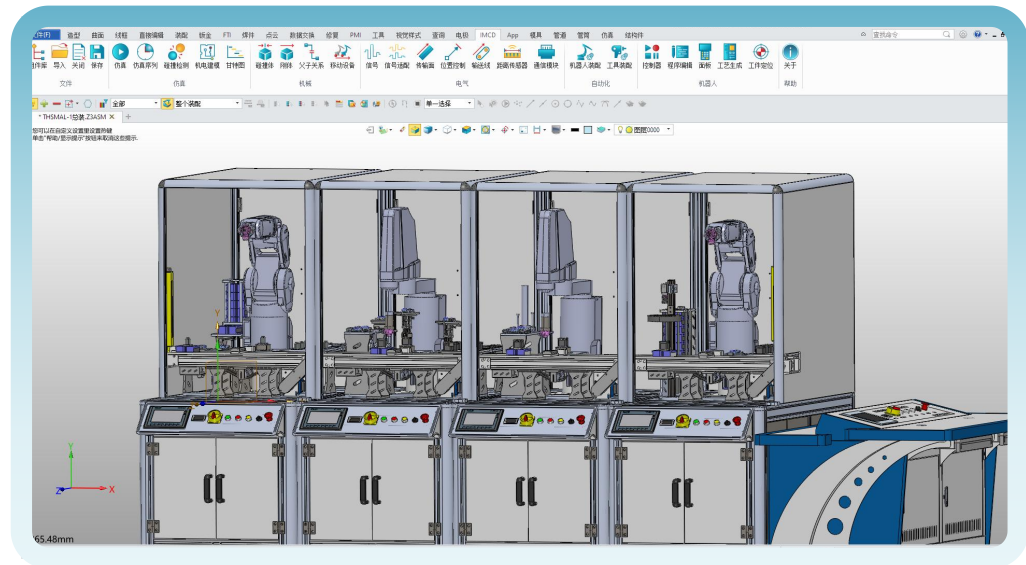 文件(F) 造型 曲面 线框 直接编辑 装配 钣金 FTI 焊件 点云 数据交换 修复 PMI 工具 视觉样式 查询 电极 IMCD App 模具 管道 管筒 仿真 结构件 查找命令
组件库 导入 关闭 保存 仿真 仿真序列 碰撞检测 机电建模 甘特图 碰撞体 刚体 父子关系 移动设备 信号 信号适配 传输面 位置控制 输送线 距离传感器 通信模块 机器人装配 工具装配 控制器 程序编辑 面板 工艺生成 工件定位 关于
文件 仿真 机械 电气 自动化 机器人 帮助
全部 整个装配 单一选择
* THSMAL-1总装.Z3ASM
您可以在自定义设置里设置热键
单击"帮助/显示提示"按钮来取消这些提示.
图层0000
Y
Y
Z X
65.48mm